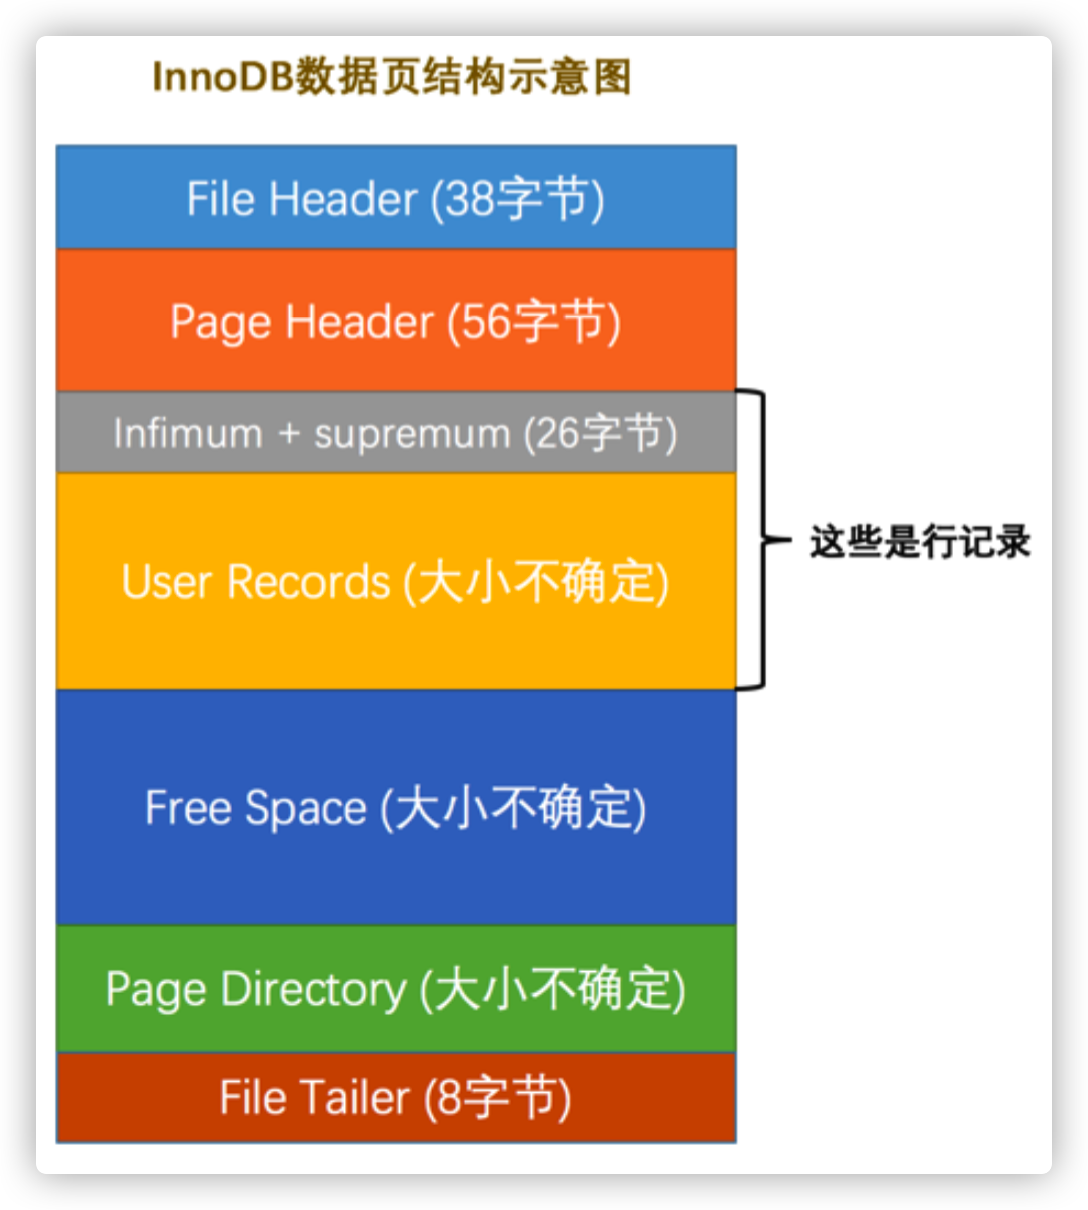 InnoDB数据页结构示意图
File Header (38字节)
Page Header (56字节)
Infimum + supremum (26字节)
User Records (大小不确定)
这些是行记录
Free Space (大小不确定)
Page Directory (大小不确定)
File Tailer (8字节)